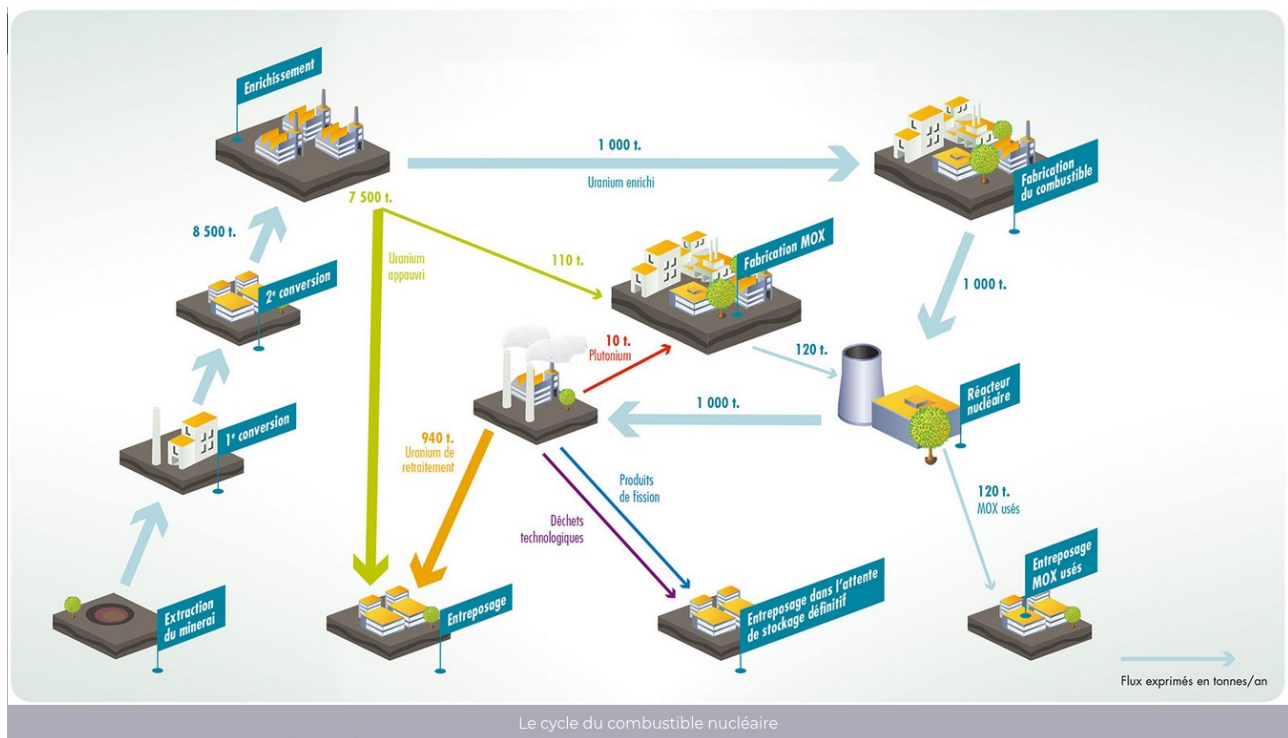 Enrichissement
1 000 t.
Uranium enrichi
Fabrication
du combustible
7 500 t.
8 500 t.
Uranium
appauvri
110 t.
Fabrication MOX
2e conversion
1 000 t.
10 t.
Plutonium
120 t.
Réacteur
nucléaire
1 000 t.
1e conversion
940 t.
Uranium de
retraitement
Produits
de fission
Déchets
technologiques
120 t.
MOX usés
Extraction
du minerai
Entreposage
Entreposage dans l'attente
de stockage définitif
Entreposage
MOX usés
Flux exprimés en tonnes/an
Le cycle du combustible nucléaire